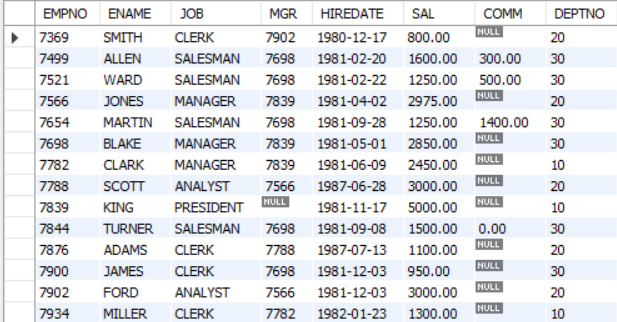 EMPNO ENAME JOB MGR HIREDATE SAL COMM DEPTNO
7369 SMITH CLERK 7902 1980-12-17 800.00 NULL 20
7499 ALLEN SALESMAN 7698 1981-02-20 1600.00 300.00 30
7521 WARD SALESMAN 7698 1981-02-22 1250.00 500.00 30
7566 JONES MANAGER 7839 1981-04-02 2975.00 NULL 20
7654 MARTIN SALESMAN 7698 1981-09-28 1250.00 1400.00 30
7698 BLAKE MANAGER 7839 1981-05-01 2850.00 NULL 30
7782 CLARK MANAGER 7839 1981-06-09 2450.00 NULL 10
7788 SCOTT ANALYST 7566 1987-06-28 3000.00 NULL 20
7839 KING PRESIDENT NULL 1981-11-17 5000.00 NULL 10
7844 TURNER SALESMAN 7698 1981-09-08 1500.00 0.00 30
7876 ADAMS CLERK 7788 1987-07-13 1100.00 NULL 20
7900 JAMES CLERK 7698 1981-12-03 950.00 NULL 30
7902 FORD ANALYST 7566 1981-12-03 3000.00 NULL 20
7934 MILLER CLERK 7782 1982-01-23 1300.00 NULL 10